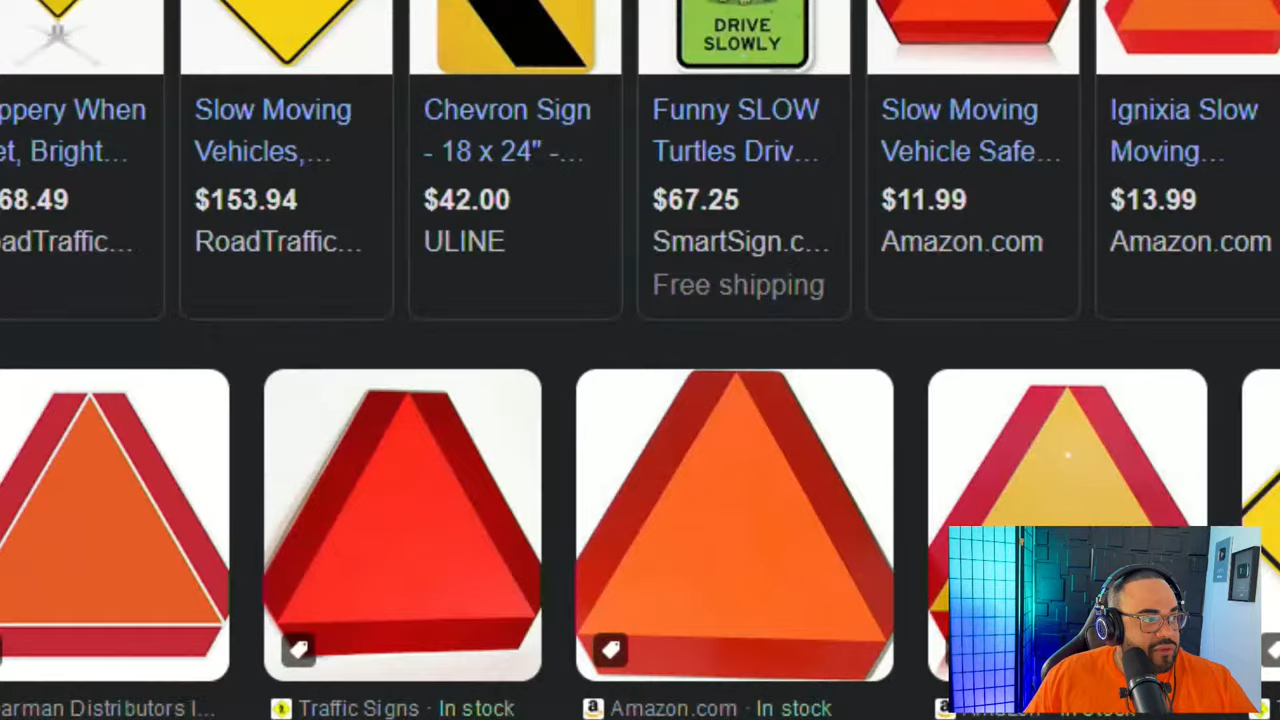 DRIVE
SLOWLY
ppery When
et, Bright...
68.49
adTraffic...
Slow Moving
Vehicles,...
$153.94
RoadTraffic...
Chevron Sign
- 18 x 24" -...
$42.00
ULINE
Funny SLOW
Turtles Driv...
$67.25
SmartSign.c...
Free shipping
Slow Moving
Vehicle Safe...
$11.99
Amazon.com
Ignixia Slow
Moving...
$13.99
Amazon.com
arman Distributors I...
Traffic Signs · In stock
Amazon.com · In stock